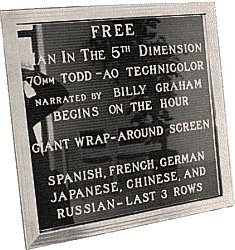 FREE
MAN IN THE 5TH DIMENSION
70MM TODD-AO TECHNICOLOR
NARRATED BY BILLY GRAHAM
BEGINS ON THE HOUR
GIANT WRAP-AROUND SCREEN
SPANISH, FRENCH, GERMAN
JAPANESE, CHINESE, AND
RUSSIAN-LAST 3 ROWS